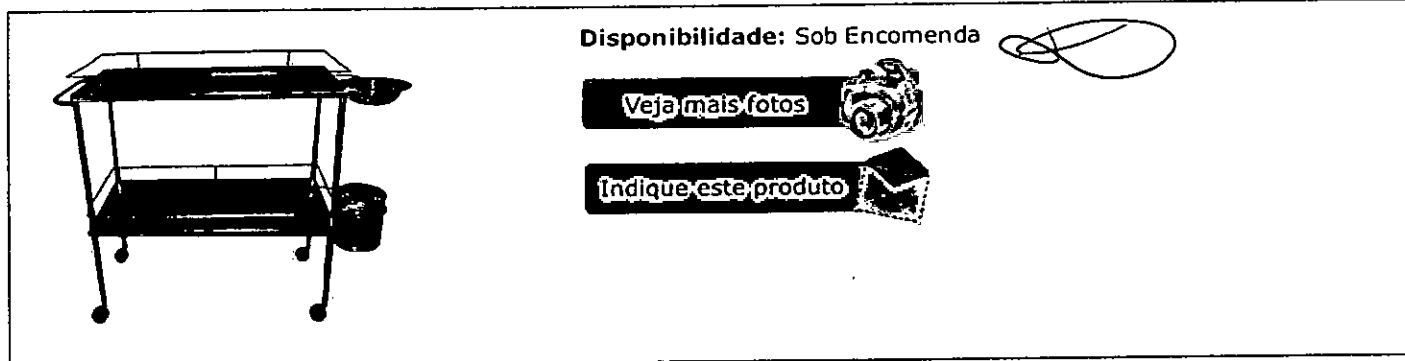 Disponibilidade: Sob Encomenda
Veja mais fotos
Indique este produto